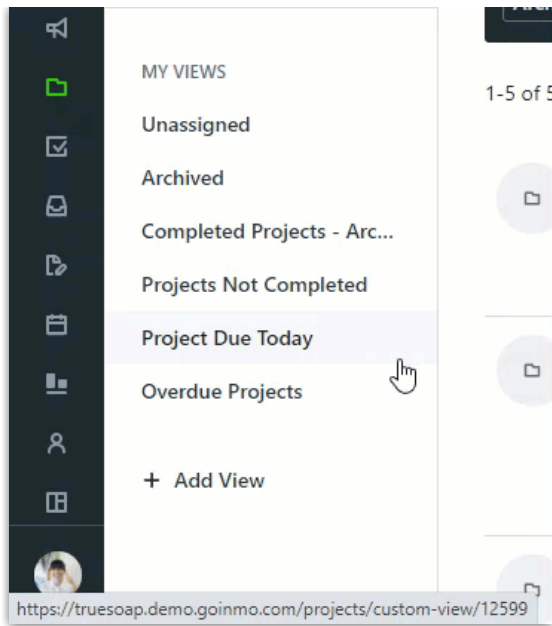 MY VIEWS
Unassigned
Archived
Completed Projects - Arc...
Projects Not Completed
Project Due Today
Overdue Projects
+ Add View
1-5 of 5
https://truesoap.demo.goinmo.com/projects/custom-view/12599